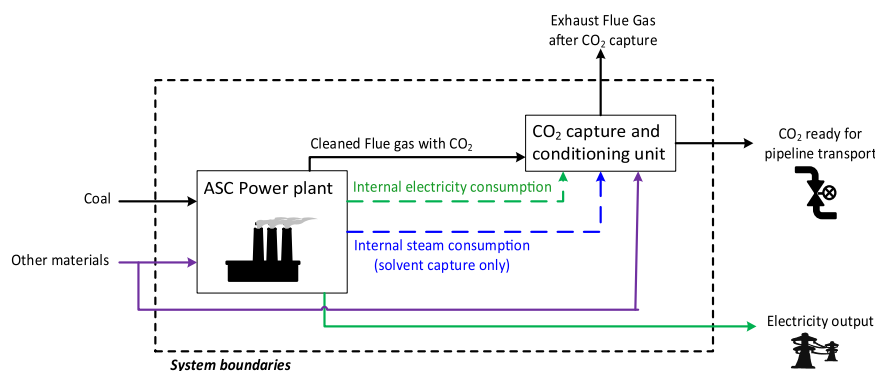 Exhaust Flue Gas
after CO₂ capture
CO₂ capture and
conditioning unit
Cleaned Flue gas with CO₂
CO₂ ready for
pipeline transport
ASC Power plant
Internal electricity consumption
Coal
Internal steam consumption
(solvent capture only)
Other materials
Electricity output
System boundaries